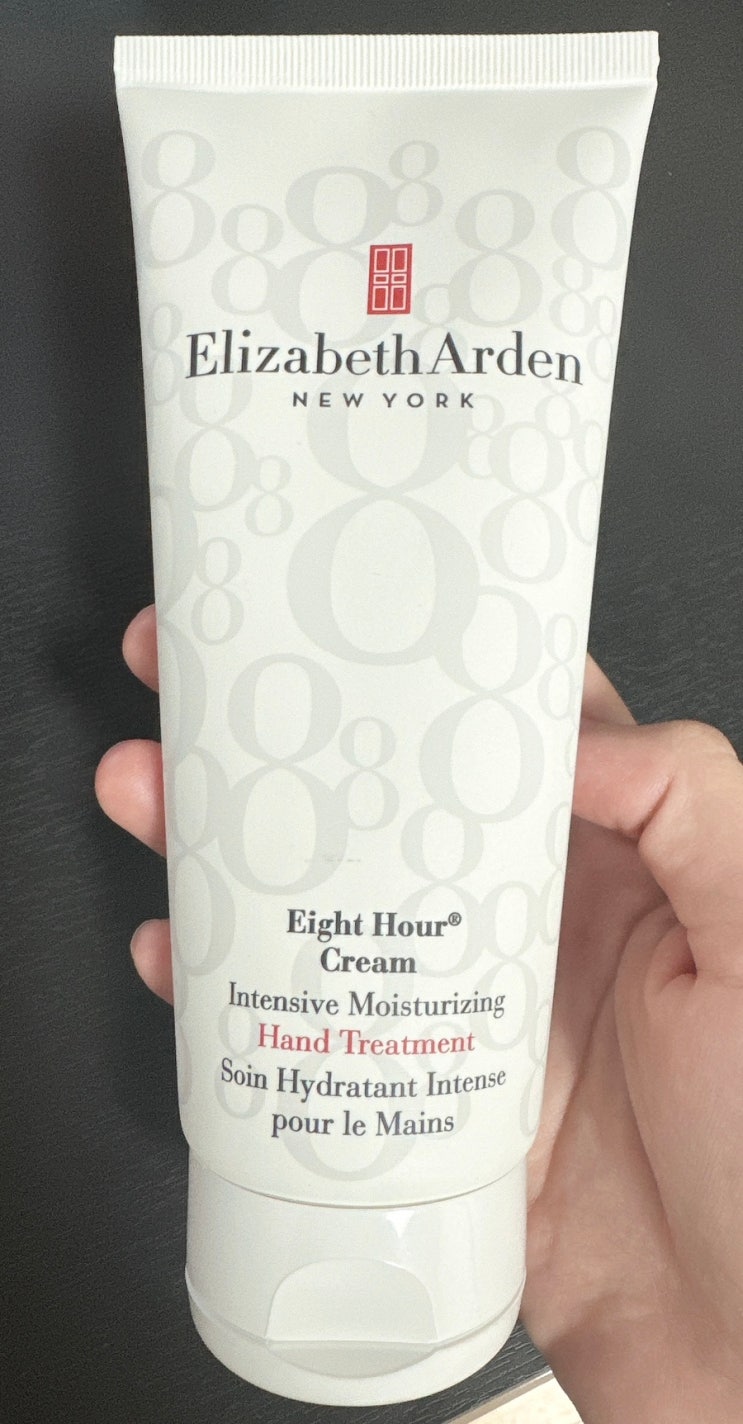 Elizabeth Arden
NEW YORK
Eight Hour®
Cream
Intensive Moisturizing
Hand Treatment
Soin Hydratant Intense
pour le Mains